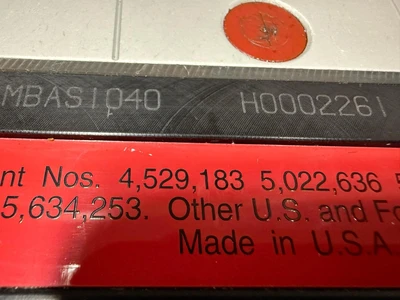 MBAS1040 H0002261
nt Nos. 4,529,183 5,022,636
5,634,253. Other U.S. and Fo
Made in U.S.A.